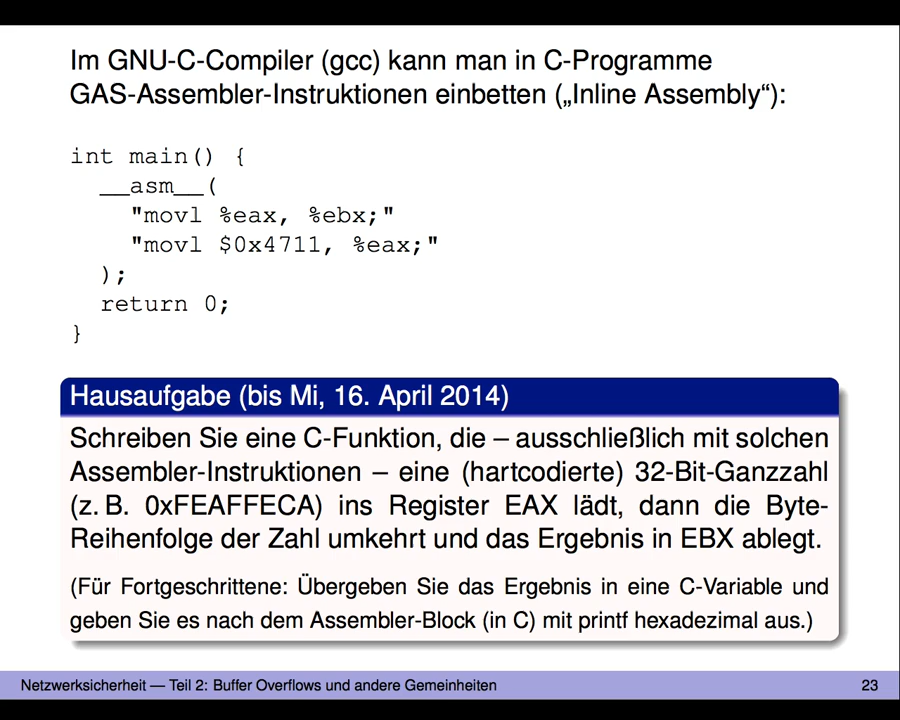 Im GNU-C-Compiler (gcc) kann man in C-Programme
GAS-Assembler-Instruktionen einbetten („Inline Assembly“):
int main() {
  __asm__(
    "movl %eax, %ebx;"
    "movl $0x4711, %eax;"
  );
  return 0;
}
Hausaufgabe (bis Mi, 16. April 2014)
Schreiben Sie eine C-Funktion, die – ausschließlich mit solchen
Assembler-Instruktionen – eine (hartcodierte) 32-Bit-Ganzzahl
(z. B. 0xFEAFFECA) ins Register EAX lädt, dann die Byte-
Reihenfolge der Zahl umkehrt und das Ergebnis in EBX ablegt.
(Für Fortgeschrittene: Übergeben Sie das Ergebnis in eine C-Variable und
geben Sie es nach dem Assembler-Block (in C) mit printf hexadezimal aus.)
Netzwerksicherheit — Teil 2: Buffer Overflows und andere Gemeinheiten
23